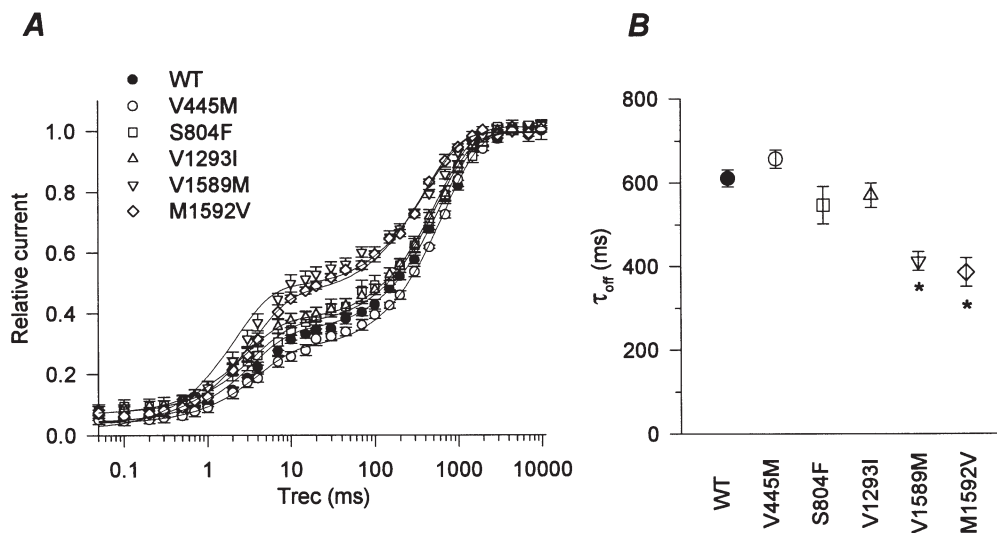 A
WT
V445M
S804F
V1293I
V1589M
M1592V
Relative current
1.0
0.8
0.6
0.4
0.2
0.0
0.1
1
10
100
1000
10000
Trec (ms)
B
τoff (ms)
800
600
400
200
0
*
*
WT
V445M
S804F
V1293I
V1589M
M1592V